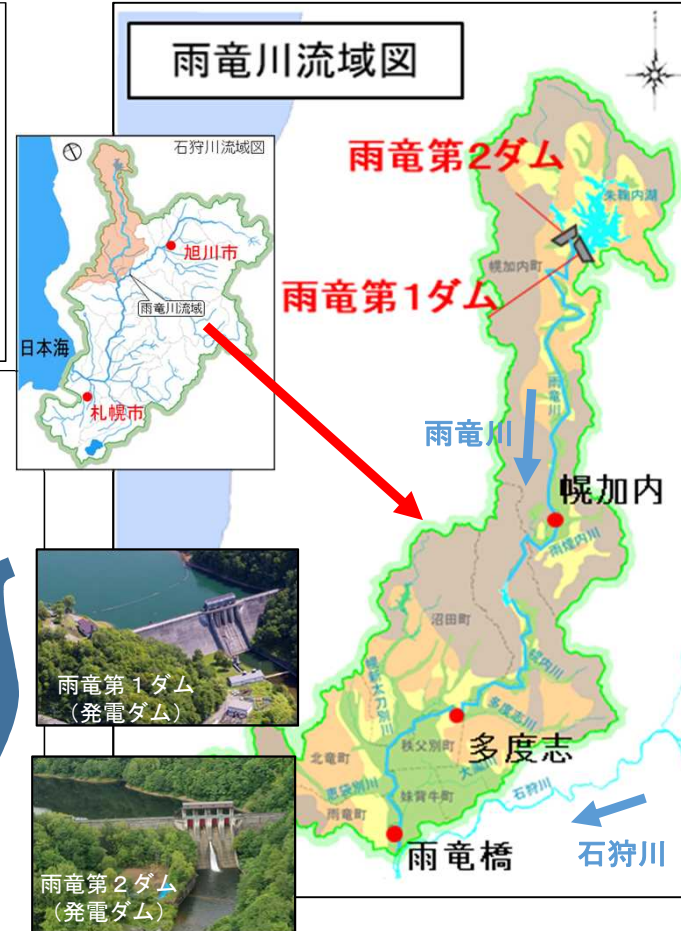 雨竜川流域図
石狩川流域図
旭川市
雨竜川流域
日本海
札幌市
雨竜第2ダム
朱鞠内湖
幌加内町
雨竜第1ダム
雨竜川
雨竜川
幌加内
雨煙内川
沼田町
幌内川
幌新太刀別川
多度志川
秩父別町
多度志
北竜町
恵袋別川
妹背牛町
石狩川
雨竜町
雨竜橋
石狩川
雨竜第1ダム
(発電ダム)
雨竜第2ダム
(発電ダム)